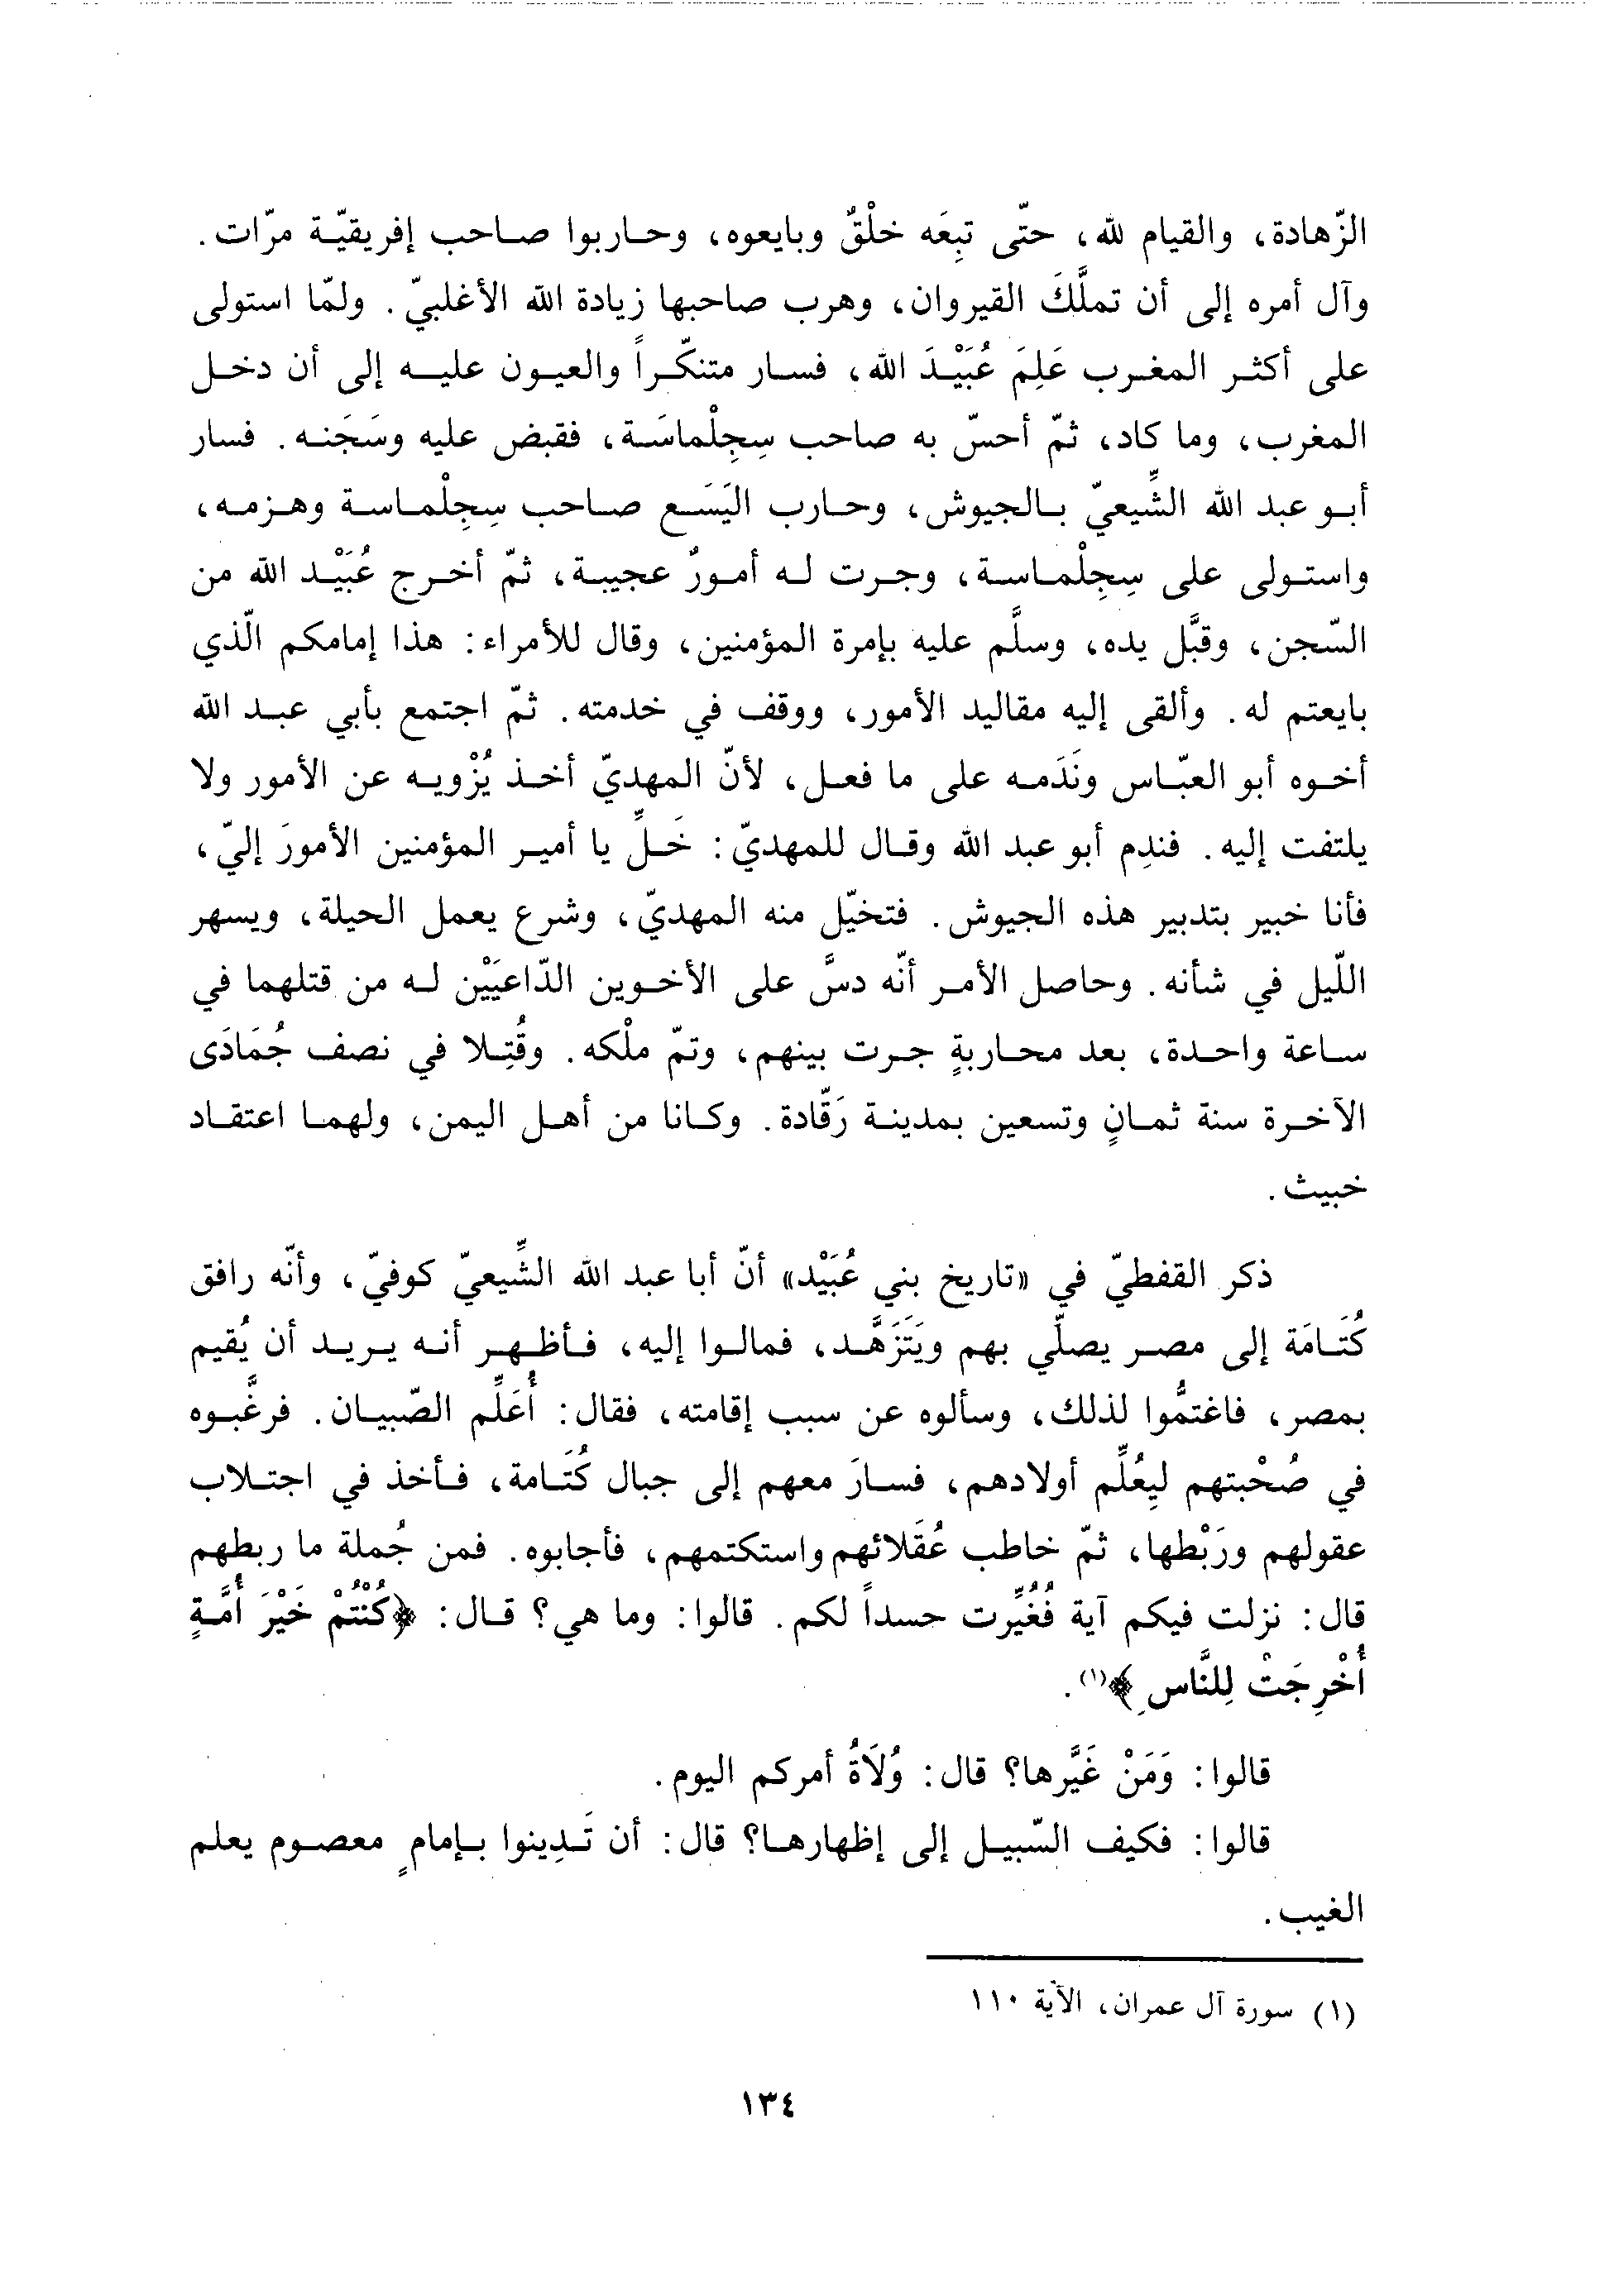 الزّهادة، والقيام لله، حتّى تبِعَه خلْقٌ وبايعوه، وحاربوا صاحب إفريقيّة مرّات.
وآل أمره إلى أن تملَّكَ القيروان، وهرب صاحبها زيادة الله الأغلبيّ. ولمّا استولى
على أكثر المغرب عَلِمَ عُبَيْدَ الله، فسار متنكّراً والعيون عليه إلى أن دخل
المغرب، وما كاد، ثمّ أحسّ به صاحب سِجِلْماسَة، فقبض عليه وسَجَنه. فسار
أبو عبد الله الشِّيعيّ بالجيوش، وحارب اليَسَع صاحب سِجِلْماسة وهزمه،
واستولى على سِجِلْماسة، وجرت له أمورٌ عجيبة، ثمّ أخرج عُبَيْد الله من
السّجن، وقبَّل يده، وسلَّم عليه بإمرة المؤمنين، وقال للأمراء: هذا إمامكم الّذي
بايعتم له. وألقى إليه مقاليد الأمور، ووقف في خدمته. ثمّ اجتمع بأبي عبد الله
أخوه أبو العبّاس ونَدَمه على ما فعل، لأنّ المهديّ أخذ يُزْويه عن الأمور ولا
يلتفت إليه. فندِم أبو عبد الله وقال للمهديّ: خَلِّ يا أمير المؤمنين الأمورَ إليّ،
فأنا خبير بتدبير هذه الجيوش. فتخيّل منه المهديّ، وشرع يعمل الحيلة، ويسهر
اللّيل في شأنه. وحاصل الأمر أنّه دسَّ على الأخوين الدّاعيَيْن له من قتلهما في
ساعة واحدة، بعد محاربةٍ جرت بينهم، وتمّ ملْكه. وقُتِلا في نصف جُمَادَى
الآخرة سنة ثمانٍ وتسعين بمدينة رَقّادة. وكانا من أهل اليمن، ولهما اعتقاد
خبيث.
ذكر القفطيّ في «تاريخ بني عُبَيْد» أنّ أبا عبد الله الشِّيعيّ كوفيّ، وأنّه رافق
كُتَامَة إلى مصر يصلّي بهم ويَتَزَهَّد، فمالوا إليه، فأظهر أنه يريد أن يُقيم
بمصر، فاغتمُّوا لذلك، وسألوه عن سبب إقامته، فقال: أُعَلِّم الصّبيان. فرغَّبوه
في صُحْبتهم ليِعُلِّم أولادهم، فسارَ معهم إلى جبال كُتَامة، فأخذ في اجتلاب
عقولهم ورَبْطها، ثمّ خاطب عُقَلائهم واستكتمهم، فأجابوه. فمن جُملة ما ربطهم
قال: نزلت فيكم آية فُغُيِّرت حسداً لكم. قالوا: وما هي؟ قال: ﴿كُنْتُمْ خَيْرَ أُمَّةٍ
أُخْرِجَتْ لِلنَّاسِ﴾(١).
قالوا: وَمَنْ غَيَّرها؟ قال: وُلَاةُ أمركم اليوم.
قالوا: فكيف السّبيل إلى إظهارها؟ قال: أن تَدِينوا بإمامٍ معصوم يعلم
الغيب.
(١) سورة آل عمران، الآية ١١٠
١٣٤